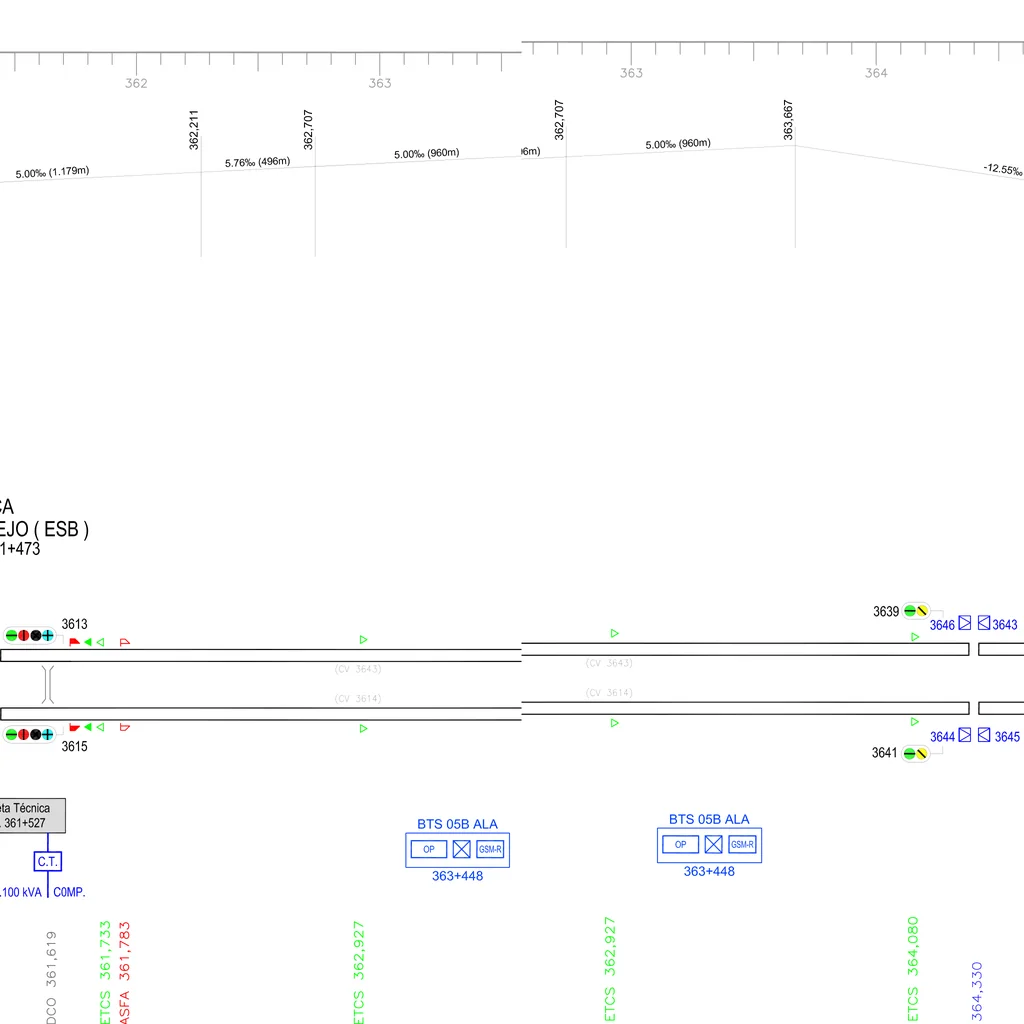 362
363
363
364
362,211
362,707
362,707
363,667
5.00‰ (1.179m)
5.76‰ (496m)
5.00‰ (960m)
96m)
5.00‰ (960m)
-12.55‰
CA
EJO ( ESB )
1+473
3613
3639
3646
3643
(CV 3643)
(CV 3643)
(CV 3614)
(CV 3614)
3615
3644
3645
3641
eta Técnica
361+527
C.T.
.100 kVA
C0MP.
BTS 05B ALA
OP
GSM-R
363+448
BTS 05B ALA
OP
GSM-R
363+448
DCO 361,619
ETCS 361,733
ASFA 361,783
ETCS 362,927
ETCS 362,927
ETCS 364,080
364,330